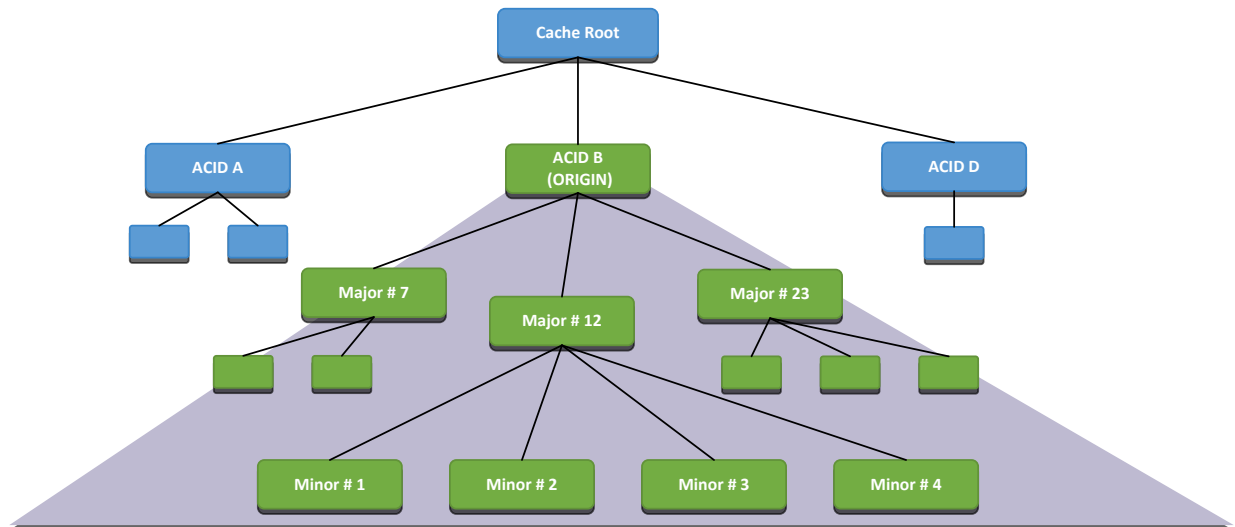 Cache Root
ACID A
ACID B
(ORIGIN)
ACID D
Major # 7
Major # 12
Major # 23
Minor # 1
Minor # 2
Minor # 3
Minor # 4